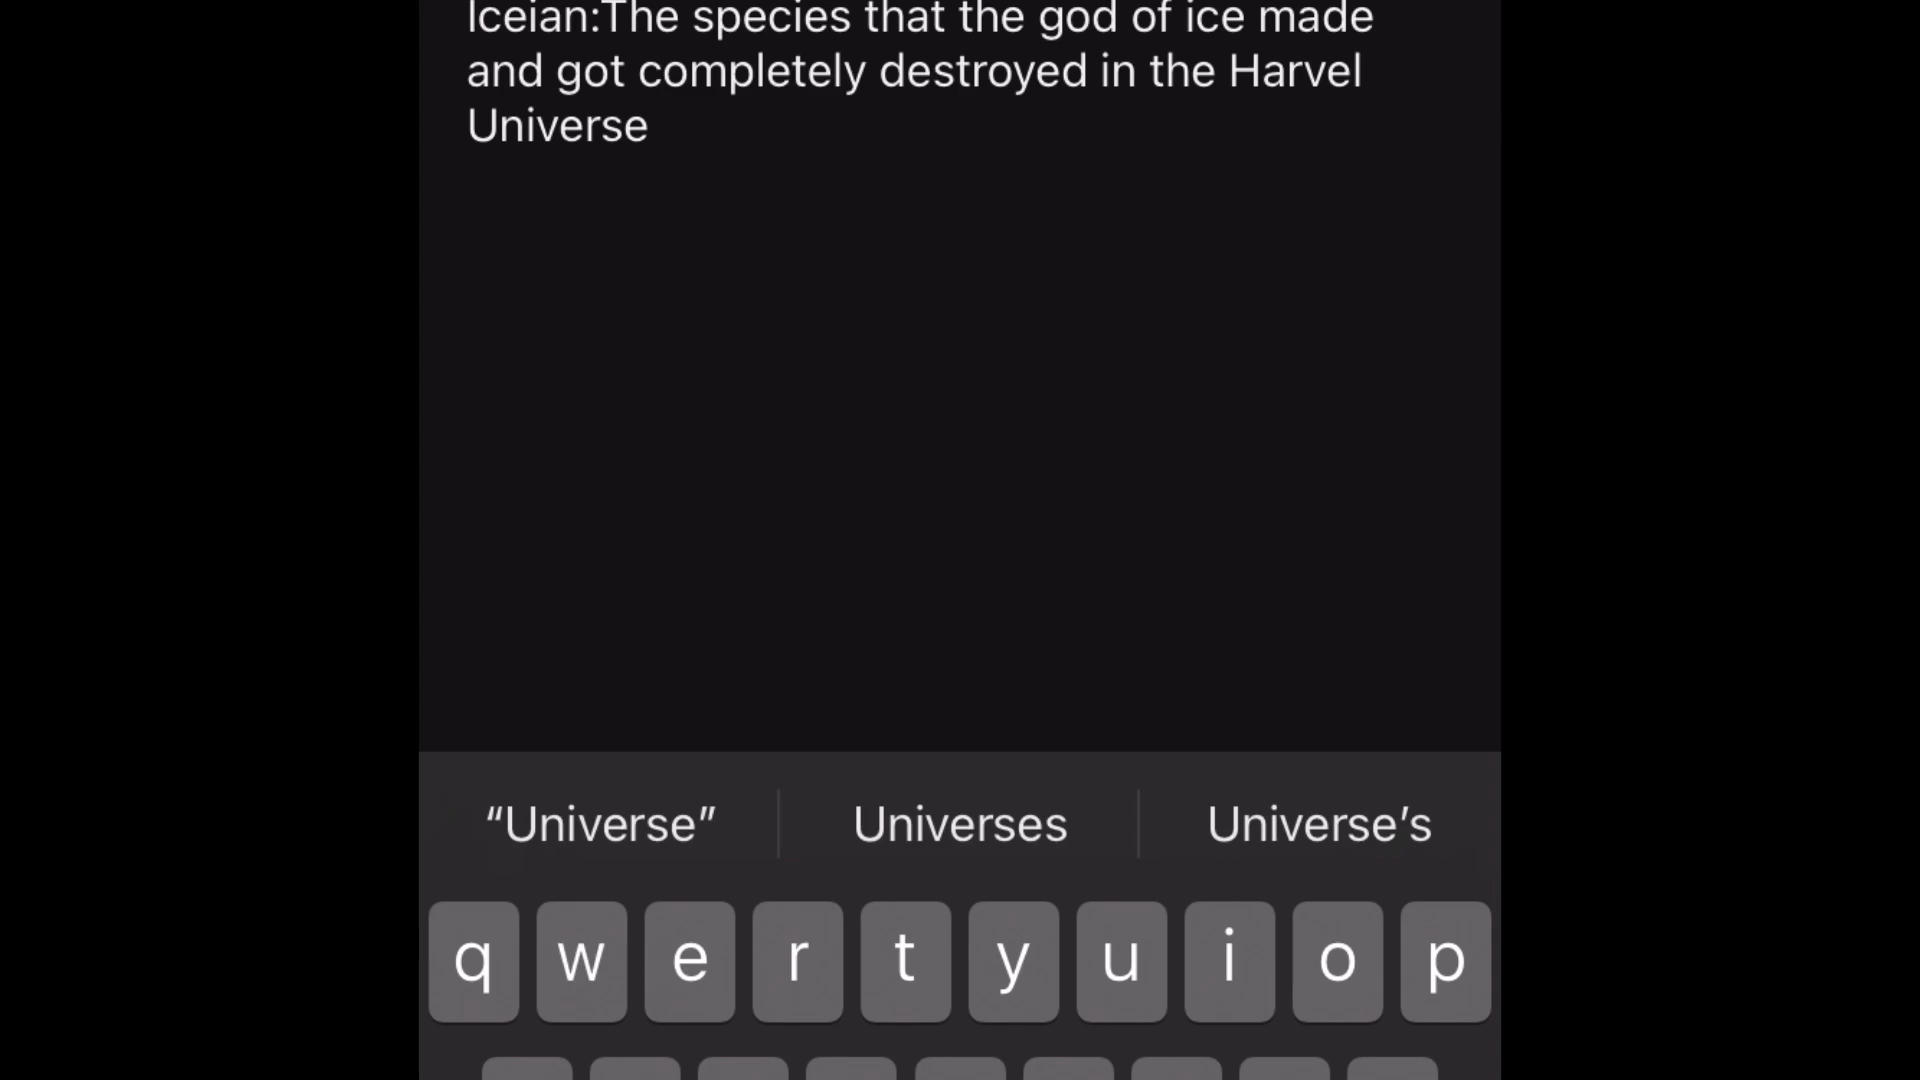 Iceian:The species that the god of ice made
and got completely destroyed in the Harvel
Universe
“Universe” Universes Universe’s
q w e r t y u i o p